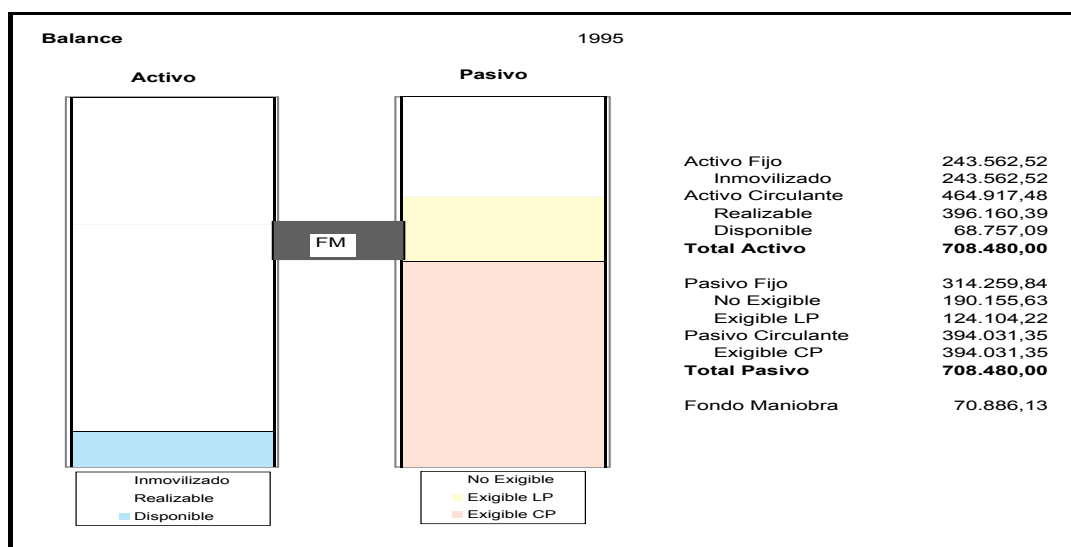 Balance 1995
Activo Pasivo
FM
Inmovilizado
Realizable
Disponible
No Exigible
Exigible LP
Exigible CP
Activo Fijo 243.562,52
Inmovilizado 243.562,52
Activo Circulante 464.917,48
Realizable 396.160,39
Disponible 68.757,09
Total Activo 708.480,00
Pasivo Fijo 314.259,84
No Exigible 190.155,63
Exigible LP 124.104,22
Pasivo Circulante 394.031,35
Exigible CP 394.031,35
Total Pasivo 708.480,00
Fondo Maniobra 70.886,13